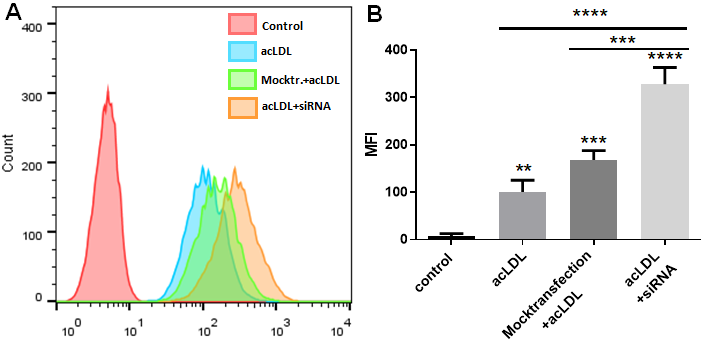 A
400
300
200
100
0
Count
10^0
10^1
10^2
10^3
10^4
Control
acLDL
Mocktr.+acLDL
acLDL+siRNA
B
****
***
****
***
**
400
300
200
100
0
MFI
control
acLDL
Mocktransfection
+acLDL
acLDL
+siRNA